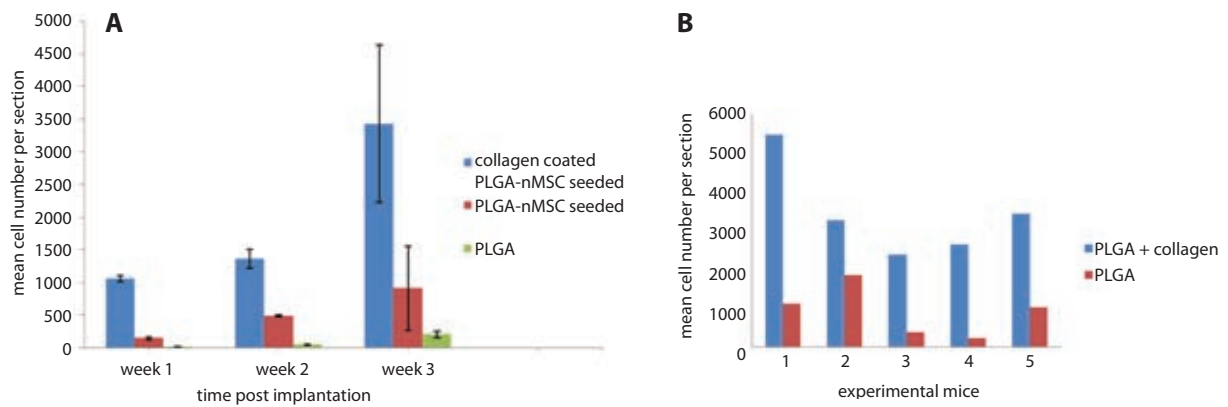 A
mean cell number per section
5000
4500
4000
3500
3000
2500
2000
1500
1000
500
0
week 1
week 2
week 3
time post implantation
collagen coated
PLGA-nMSC seeded
PLGA-nMSC seeded
PLGA
B
mean cell number per section
6000
5000
4000
3000
2000
1000
0
1
2
3
4
5
experimental mice
PLGA + collagen
PLGA